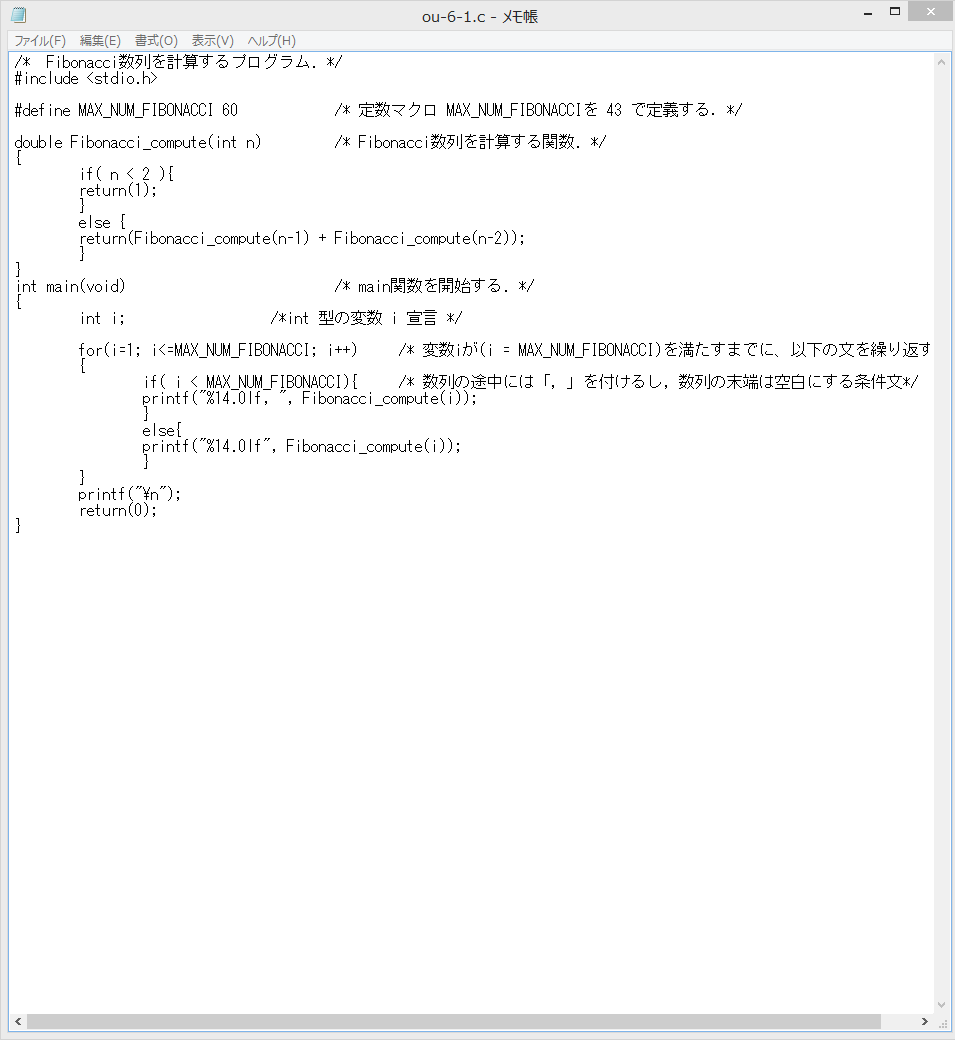 ou-6-1.c - メモ帳
ファイル(F) 編集(E) 書式(O) 表示(V) ヘルプ(H)
/* Fibonacci数列を計算するプログラム. */
#include <stdio.h>
#define MAX_NUM_FIBONACCI 60 /* 定数マクロ MAX_NUM_FIBONACCIを 43 で定義する. */
double Fibonacci_compute(int n) /* Fibonacci数列を計算する関数. */
{
if( n < 2 ){
return(1);
}
else {
return(Fibonacci_compute(n-1) + Fibonacci_compute(n-2));
}
}
int main(void) /* main関数を開始する. */
{
int i; /*int 型の変数 i 宣言 */
for(i=1; i<=MAX_NUM_FIBONACCI; i++) /* 変数iが(i = MAX_NUM_FIBONACCI)を満たすまでに、以下の文を繰り返す
{
if( i < MAX_NUM_FIBONACCI){ /* 数列の途中には「, 」を付けるし, 数列の末端は空白にする条件文*/
printf("%14.0lf, ", Fibonacci_compute(i));
}
else{
printf("%14.0lf", Fibonacci_compute(i));
}
}
printf("¥n");
return(0);
}